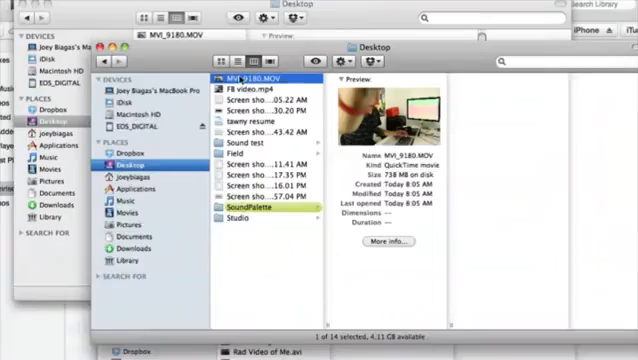 Desktop
Search Library
DEVICES
Joey Biagas's MacBook Pro
iDisk
Macintosh HD
EOS_DIGITAL
PLACES
Dropbox
Desktop
joeybiagas
Applications
Music
Movies
Pictures
Documents
Downloads
Library
SEARCH FOR
MVI_9180.MOV
Preview:
iPhone
Desktop
DEVICES
Joey Biagas's MacBook Pro
iDisk
Macintosh HD
EOS_DIGITAL
PLACES
Dropbox
Desktop
joeybiagas
Applications
Music
Movies
Pictures
Documents
Downloads
Library
SEARCH FOR
MVI_9180.MOV
FB video.mp4
Screen sho....05.22 AM
Screen sho....30.20 PM
tawny resume
Screen sho....43.42 AM
Sound test
Field
Screen sho....11.41 AM
Screen sho....17.35 PM
Screen sho....16.01 PM
Screen sho....57.04 PM
SoundPalette
Studio
Preview:
Name MVI_9180.MOV
Kind QuickTime movie
Size 738 MB on disk
Created Today 8:05 AM
Modified Today 8:05 AM
Last opened Today 8:05 AM
Dimensions --
Duration --
More info...
1 of 14 selected, 4.11 GB available
Dropbox
Desktop
Rad Video of Me.avi